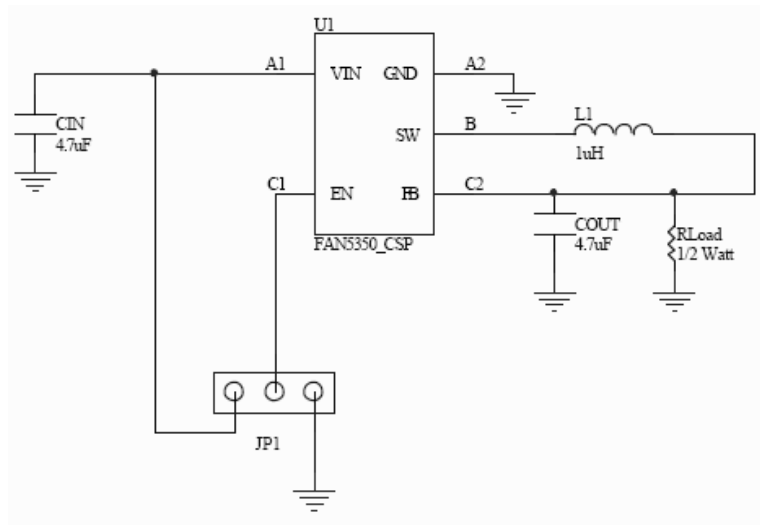 U1
A1
VIN
GND
A2
CIN
4.7uF
SW
B
L1
1uH
C1
EN
FB
C2
FAN5350_CSP
COUT
4.7uF
RLoad
1/2 Watt
JP1